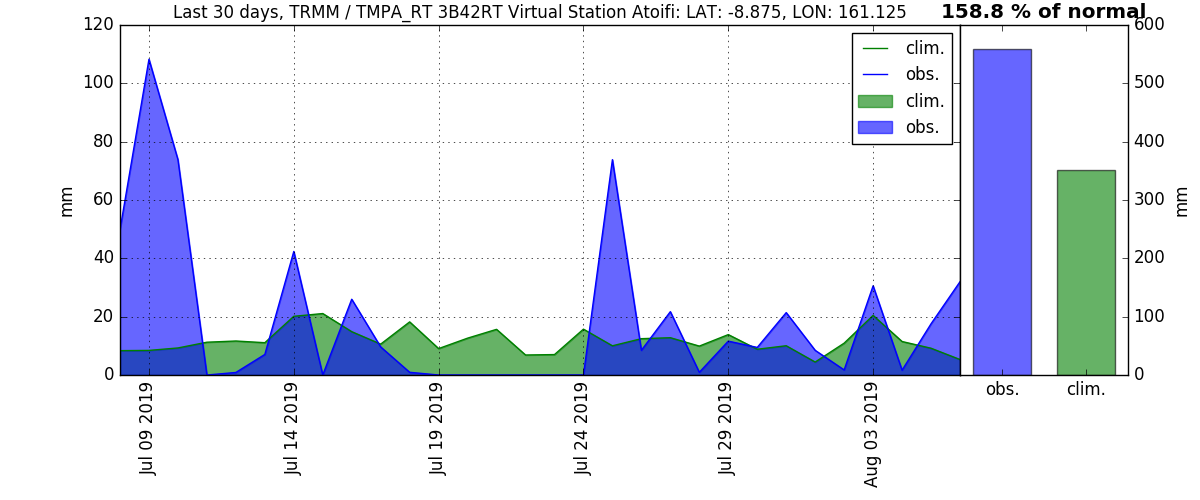 Last 30 days, TRMM / TMPA_RT 3B42RT Virtual Station Atoifi: LAT: -8.875, LON: 161.125
158.8 % of normal
120
100
80
60
40
20
0
mm
clim.
obs.
clim.
obs.
600
500
400
300
200
100
0
mm
Jul 09 2019
Jul 14 2019
Jul 19 2019
Jul 24 2019
Jul 29 2019
Aug 03 2019
obs.
clim.